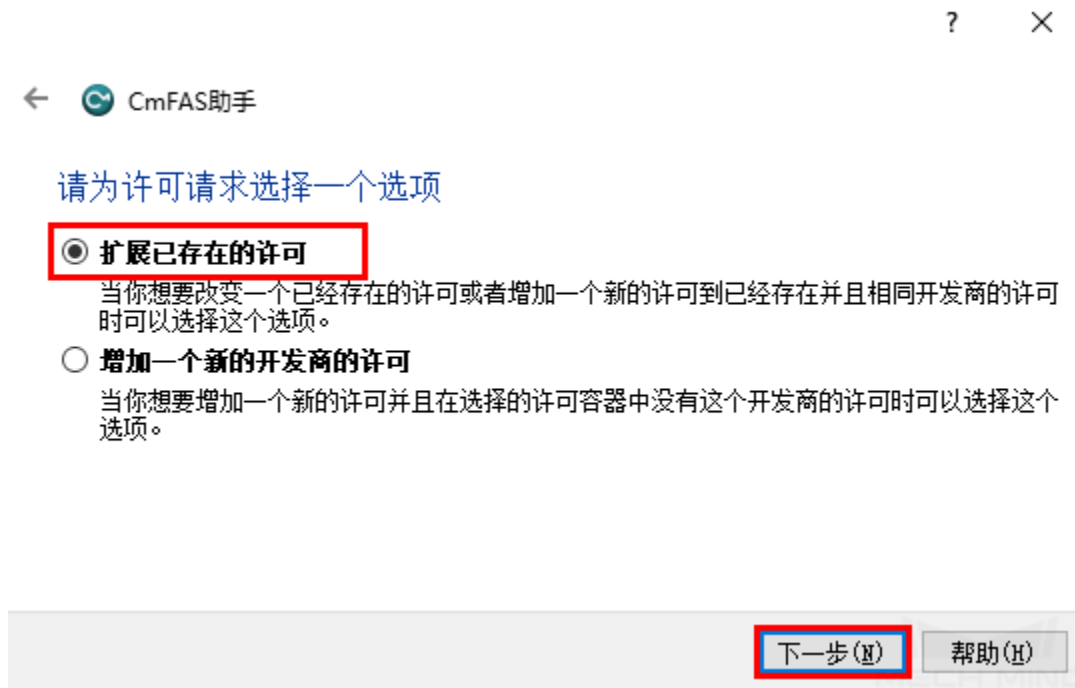 ?
CmFAS助手
请为许可请求选择一个选项
扩展已存在的许可
当你想要改变一个已经存在的许可或者增加一个新的许可到已经存在并且相同开发商的许可
时可以选择这个选项。
增加一个新的开发商的许可
当你想要增加一个新的许可并且在选择的许可容器中没有这个开发商的许可时可以选择这个
选项。
下一步(N) 帮助(H)
MECH MIND